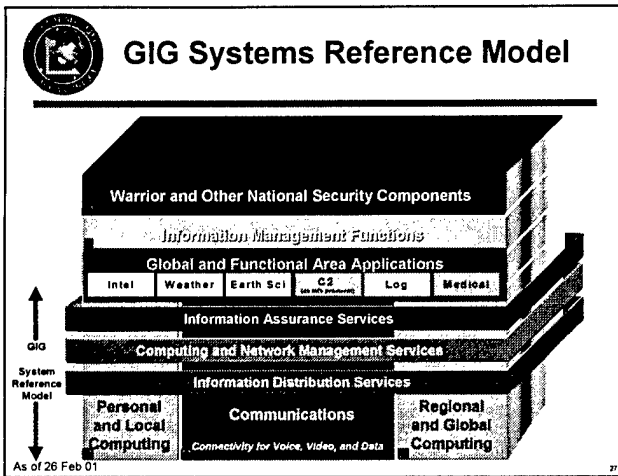 GIG Systems Reference Model
Warrior and Other National Security Components
Information Management Functions
Global and Functional Area Applications
Intel
Weather
Earth Sci
C2
Log
Medical
Information Assurance Services
Computing and Network Management Services
Information Distribution Services
GIG
System
Reference
Model
Personal
and Local
Computing
Communications
Connectivity for Voice, Video, and Data
Regional
and Global
Computing
As of 26 Feb 01
27